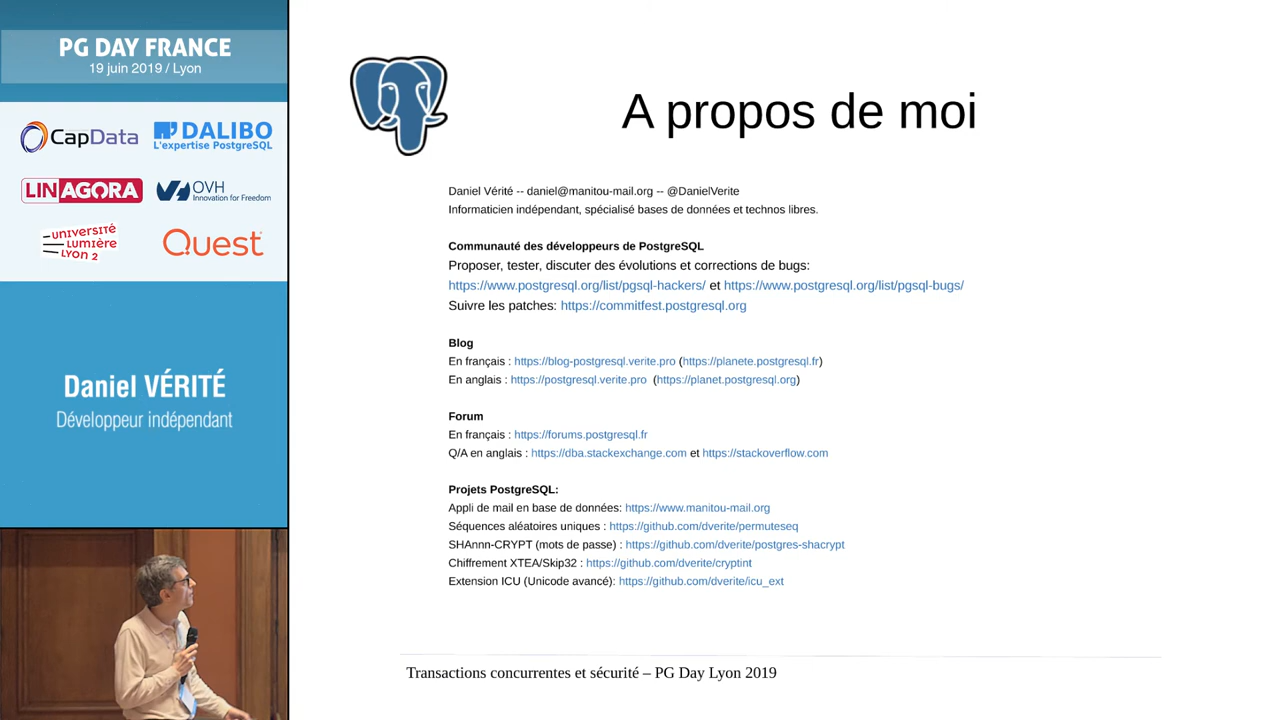 PG DAY FRANCE
19 juin 2019 / Lyon
CapData
DALIBO
L'expertise PostgreSQL
LINAGORA
OVH
Innovation for Freedom
UNIVERSITÉ
LUMIÈRE
LYON 2
Quest
Daniel VÉRITÉ
Développeur indépendant
A propos de moi
Daniel Vérité -- daniel@manitou-mail.org -- @DanielVerite
Informaticien indépendant, spécialisé bases de données et technos libres.
Communauté des développeurs de PostgreSQL
Proposer, tester, discuter des évolutions et corrections de bugs:
https://www.postgresql.org/list/pgsql-hackers/ et https://www.postgresql.org/list/pgsql-bugs/
Suivre les patches: https://commitfest.postgresql.org
Blog
En français : https://blog-postgresql.verite.pro (https://planete.postgresql.fr)
En anglais : https://postgresql.verite.pro (https://planet.postgresql.org)
Forum
En français : https://forums.postgresql.fr
Q/A en anglais : https://dba.stackexchange.com et https://stackoverflow.com
Projets PostgreSQL:
Appli de mail en base de données: https://www.manitou-mail.org
Séquences aléatoires uniques : https://github.com/dverite/permuteseq
SHAnnn-CRYPT (mots de passe) : https://github.com/dverite/postgres-shacrypt
Chiffrement XTEA/Skip32 : https://github.com/dverite/cryptint
Extension ICU (Unicode avancé): https://github.com/dverite/icu_ext
Transactions concurrentes et sécurité – PG Day Lyon 2019